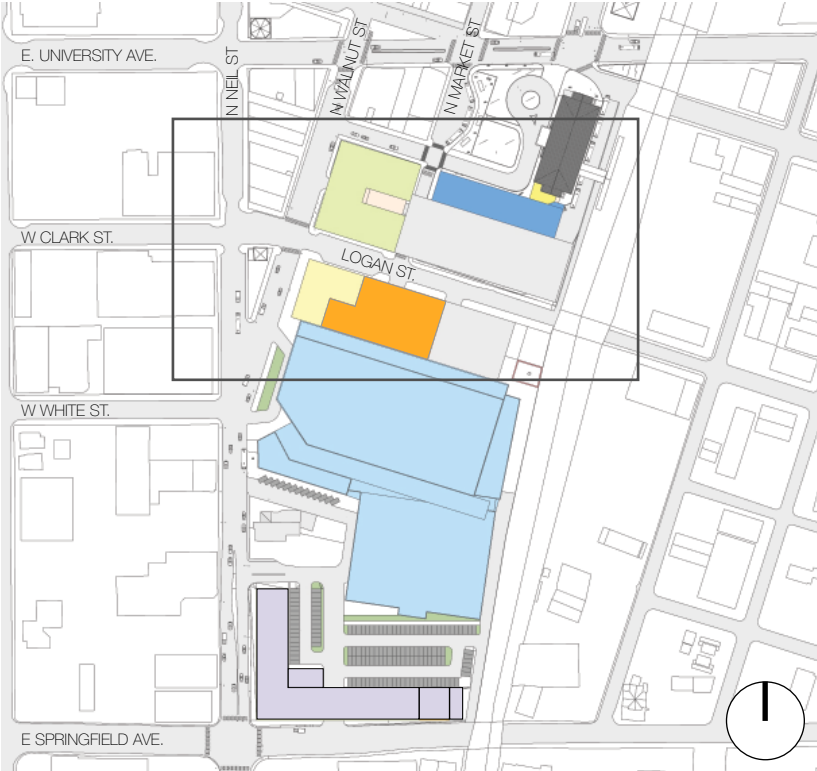 E. UNIVERSITY AVE.
N NEIL ST
N WALNUT ST
N MARKET ST
W CLARK ST.
LOGAN ST.
W WHITE ST.
E SPRINGFIELD AVE.